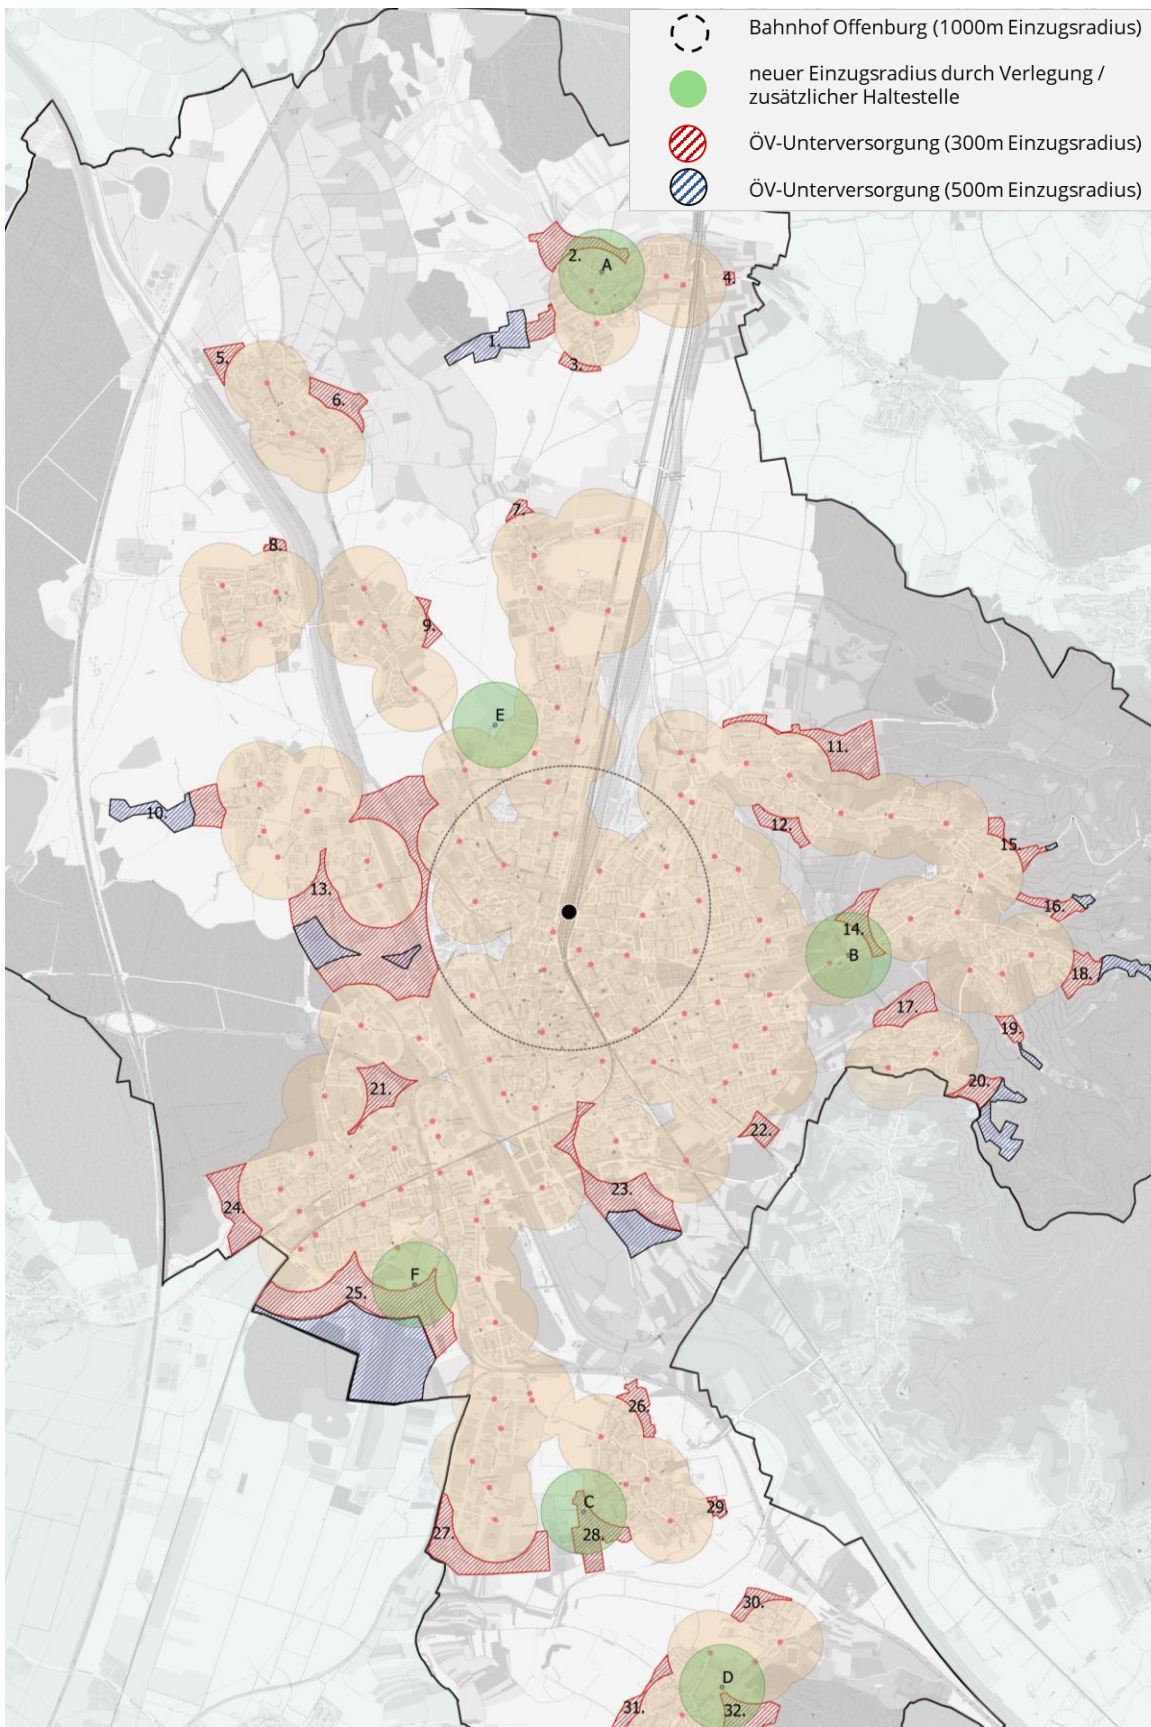 Bahnhof Offenburg (1000m Einzugsradius)
neuer Einzugsradius durch Verlegung /
zusätzlicher Haltestelle
ÖV-Unterversorgung (300m Einzugsradius)
ÖV-Unterversorgung (500m Einzugsradius)
2.
A
4.
1.
3.
5.
6.
7.
8.
9.
E
11.
10.
12.
15.
13.
16.
14.
B
18.
17.
19.
20.
21.
22.
23.
24.
F
25.
26.
C
29.
27.
28.
30.
D
31.
32.